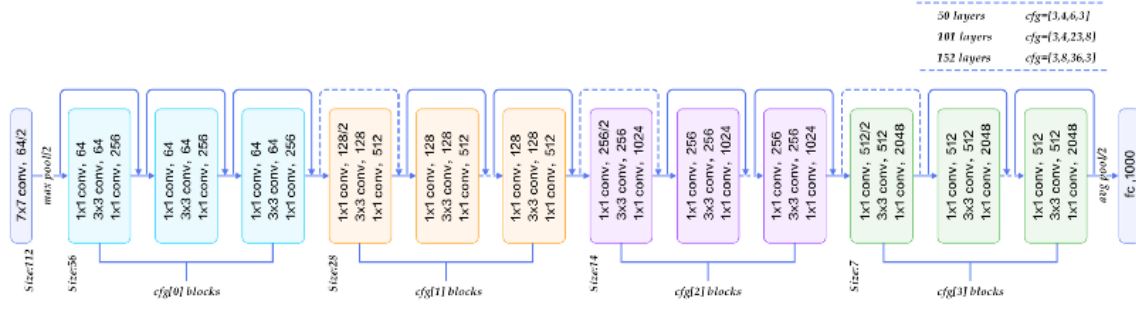 50 layers cfg=[3,4,6,3]
101 layers cfg=[3,4,23,8]
152 layers cfg=[3,8,36,3]
7x7 conv, 64/2
max pool/2
1x1 conv, 64
3x3 conv, 64
1x1 conv, 256
1x1 conv, 64
3x3 conv, 64
1x1 conv, 256
1x1 conv, 64
3x3 conv, 64
1x1 conv, 256
1x1 conv, 128/2
3x3 conv, 128
1x1 conv, 512
1x1 conv, 128
3x3 conv, 128
1x1 conv, 512
1x1 conv, 128
3x3 conv, 128
1x1 conv, 512
1x1 conv, 256/2
3x3 conv, 256
1x1 conv, 1024
1x1 conv, 256
3x3 conv, 256
1x1 conv, 1024
1x1 conv, 256
3x3 conv, 256
1x1 conv, 1024
1x1 conv, 512/2
3x3 conv, 512
1x1 conv, 2048
1x1 conv, 512
3x3 conv, 512
1x1 conv, 2048
1x1 conv, 512
3x3 conv, 512
1x1 conv, 2048
avg pool/2
fc ,1000
Size:112
Size:56
cfg[0] blocks
Size:28
cfg[1] blocks
Size:14
cfg[2] blocks
Size:7
cfg[3] blocks